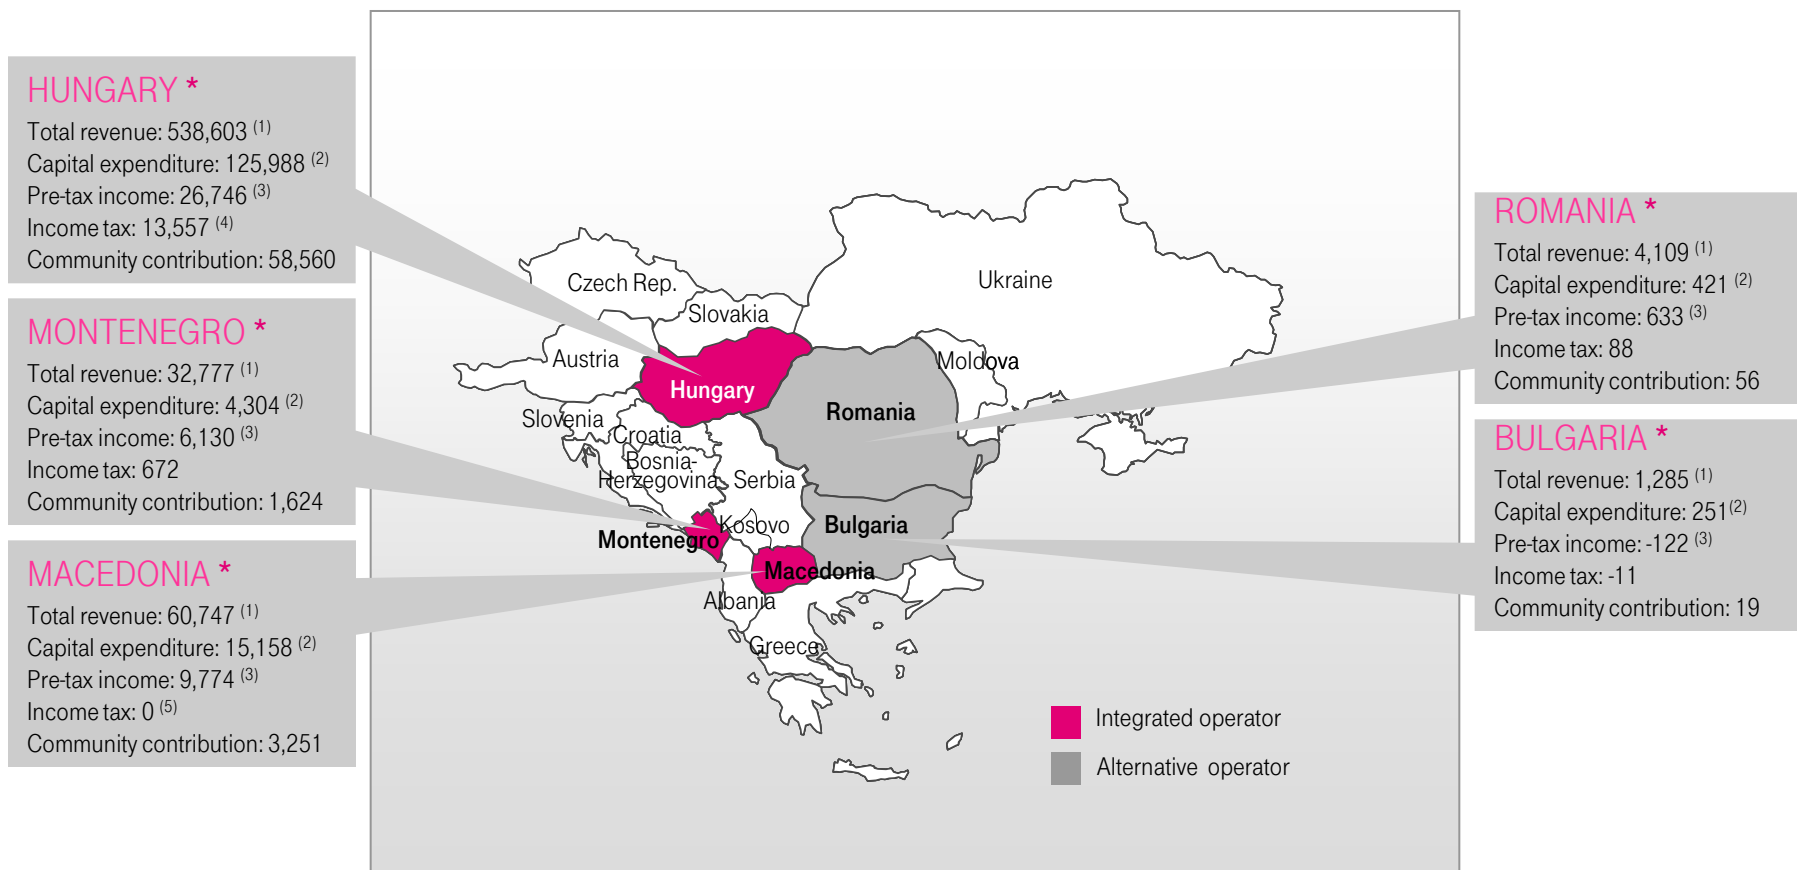 HUNGARY *
Total revenue: 538,603 (1)
Capital expenditure: 125,988 (2)
Pre-tax income: 26,746 (3)
Income tax: 13,557 (4)
Community contribution: 58,560
MONTENEGRO *
Total revenue: 32,777 (1)
Capital expenditure: 4,304 (2)
Pre-tax income: 6,130 (3)
Income tax: 672
Community contribution: 1,624
MACEDONIA *
Total revenue: 60,747 (1)
Capital expenditure: 15,158 (2)
Pre-tax income: 9,774 (3)
Income tax: 0 (5)
Community contribution: 3,251
Czech Rep.
Ukraine
Slovakia
Austria
Moldova
Hungary
Romania
Slovenia
Croatia
Bosnia-
Herzegovina
Serbia
Kosovo
Bulgaria
Montenegro
Macedonia
Albania
Greece
Integrated operator
Alternative operator
ROMANIA *
Total revenue: 4,109 (1)
Capital expenditure: 421 (2)
Pre-tax income: 633 (3)
Income tax: 88
Community contribution: 56
BULGARIA *
Total revenue: 1,285 (1)
Capital expenditure: 251(2)
Pre-tax income: -122 (3)
Income tax: -11
Community contribution: 19